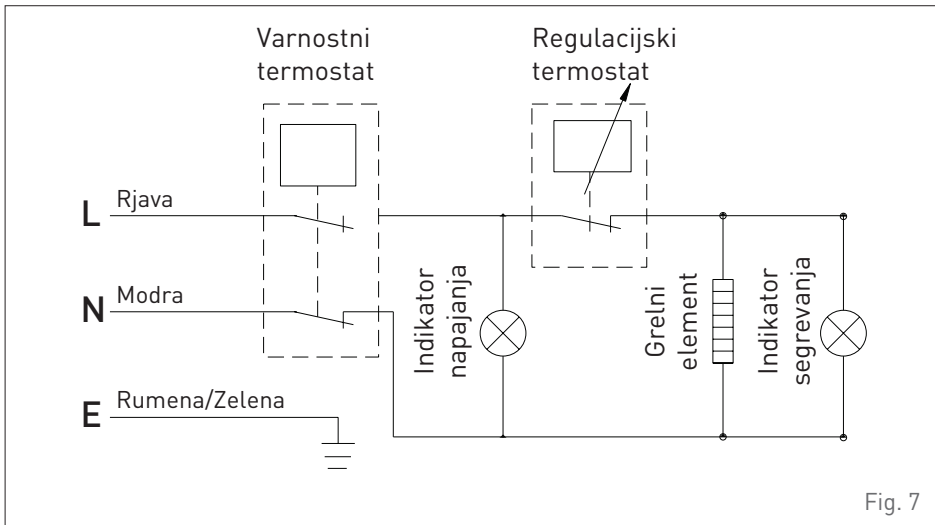 Varnostni
termostat
Regulacijski
termostat
L Rjava
N Modra
E Rumena/Zelena
Indikator
napajanja
Grelni
element
Indikator
segrevanja
Fig. 7